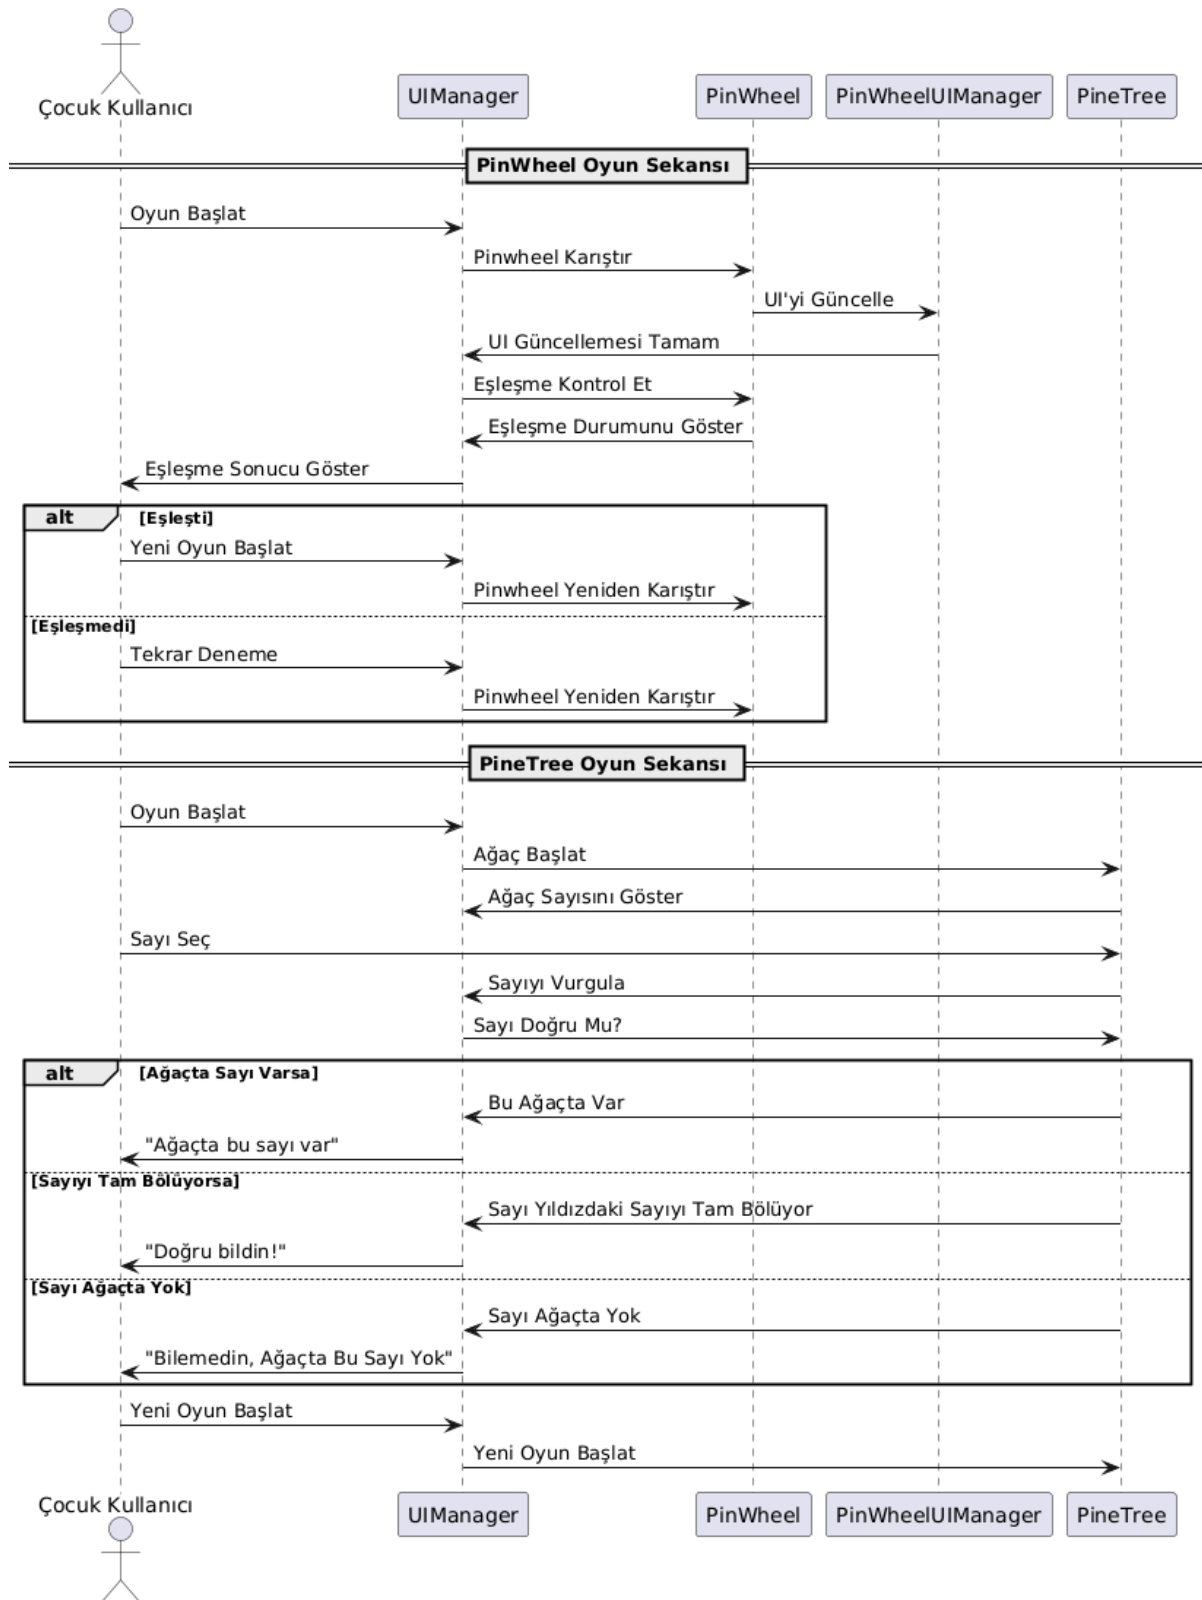 Çocuk Kullanıcı
UIManager
PinWheel
PinWheelUIManager
PineTree
PinWheel Oyun Sekansı
Oyun Başlat
Pinwheel Karıştır
UI'yi Güncelle
UI Güncellemesi Tamam
Eşleşme Kontrol Et
Eşleşme Durumunu Göster
Eşleşme Sonucu Göster
alt
[Eşleşti]
Yeni Oyun Başlat
Pinwheel Yeniden Karıştır
[Eşleşmedi]
Tekrar Deneme
Pinwheel Yeniden Karıştır
PineTree Oyun Sekansı
Oyun Başlat
Ağaç Başlat
Ağaç Sayısını Göster
Sayı Seç
Sayıyı Vurgula
Sayı Doğru Mu?
alt
[Ağaçta Sayı Varsa]
Bu Ağaçta Var
"Ağaçta bu sayı var"
[Sayıyı Tam Bölüyorsa]
Sayı Yıldızdaki Sayıyı Tam Bölüyor
"Doğru bildin!"
[Sayı Ağaçta Yok]
Sayı Ağaçta Yok
"Bilemedin, Ağaçta Bu Sayı Yok"
Yeni Oyun Başlat
Yeni Oyun Başlat
Çocuk Kullanıcı
UIManager
PinWheel
PinWheelUIManager
PineTree